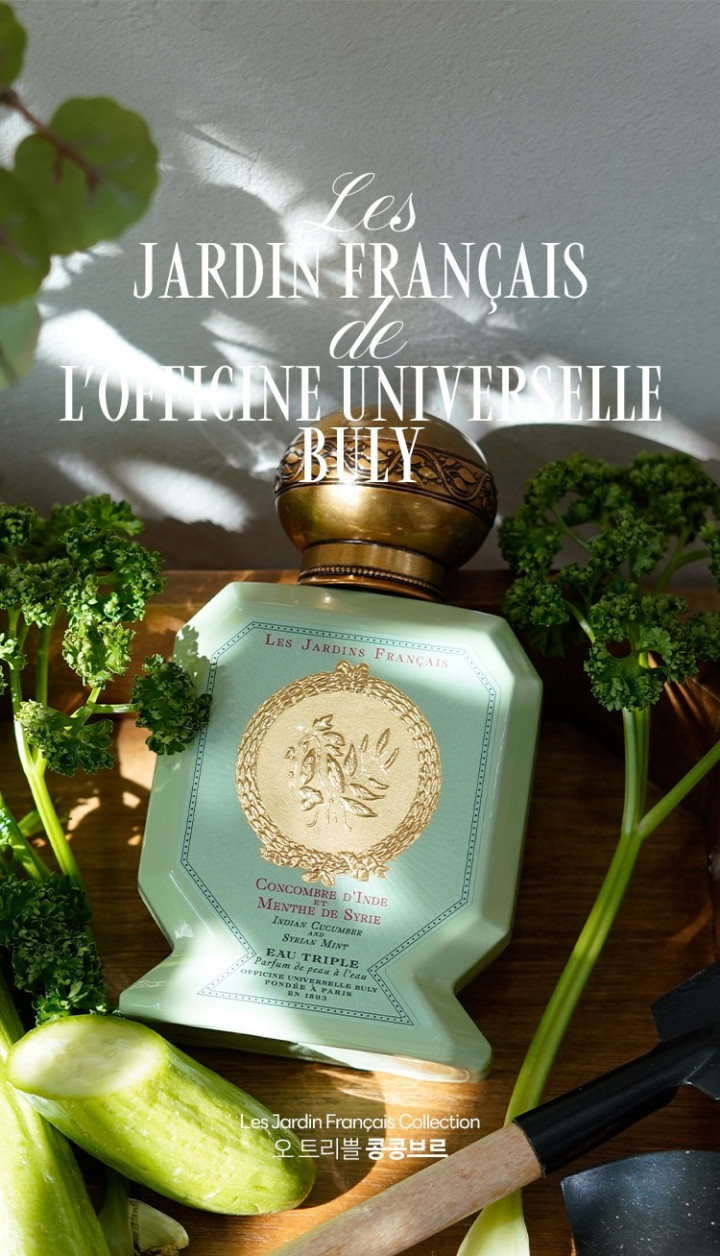 Les
JARDIN FRANÇAIS
de
L'OFFICINE UNIVERSELLE
BULY
LES JARDINS FRANÇAIS
CONCOMBRE D'INDE
ET
MENTHE DE SYRIE
INDIAN CUCUMBER
AND
SYRIAN MINT
EAU TRIPLE
Parfum de peau à l'eau
OFFICINE UNIVERSELLE BULY
FONDÉE À PARIS
EN 1803
Les Jardin Français Collection
오 트리쁠 콩콩브르